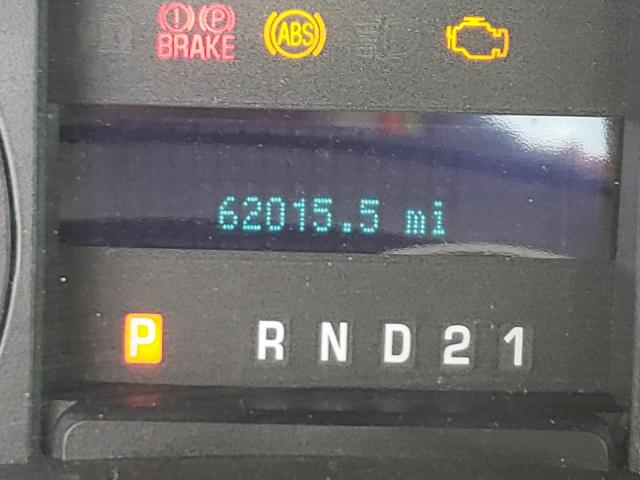 (!) (P) ABS
BRAKE
62015.5 mi
P R N D 2 1